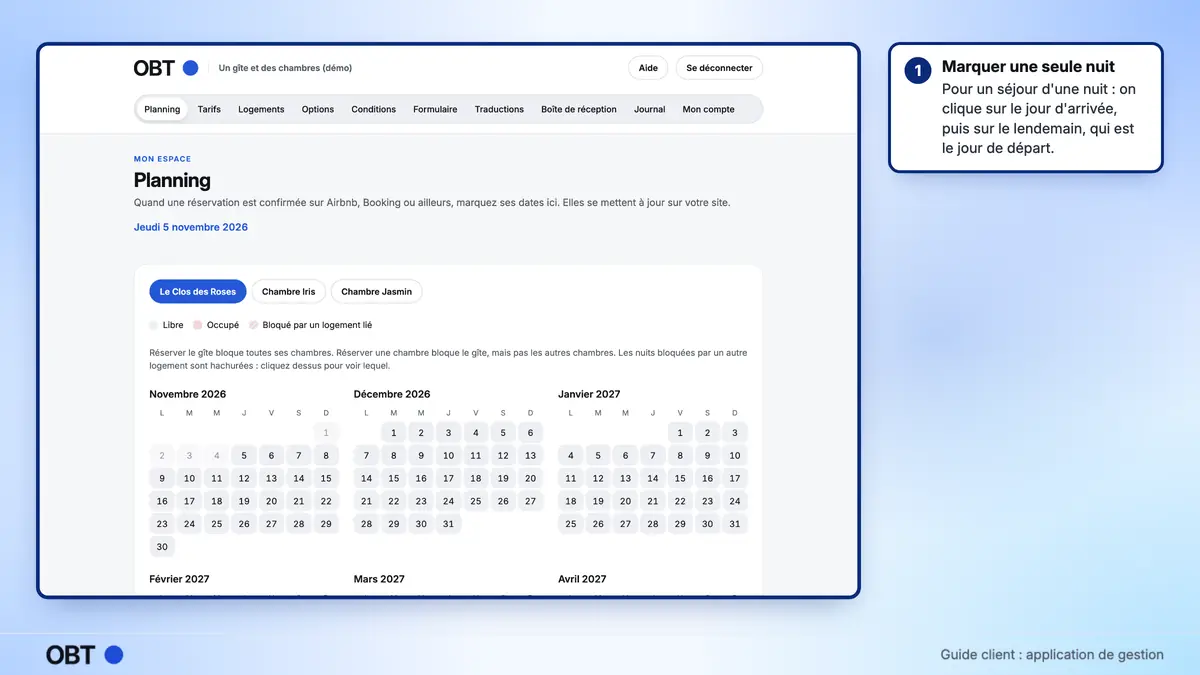 OBT
Un gîte et des chambres (démo)
Aide
Se déconnecter
Planning Tarifs Logements Options Conditions Formulaire Traductions Boîte de réception Journal Mon compte
MON ESPACE
Planning
Quand une réservation est confirmée sur Airbnb, Booking ou ailleurs, marquez ses dates ici. Elles se mettent à jour sur votre site.
Jeudi 5 novembre 2026
Le Clos des Roses Chambre Iris Chambre Jasmin
Libre Occupé Bloqué par un logement lié
Réserver le gîte bloque toutes ses chambres. Réserver une chambre bloque le gîte, mais pas les autres chambres. Les nuits bloquées par un autre
logement sont hachurées : cliquez dessus pour voir lequel.
Novembre 2026
L M M J V S D
1
2 3 4 5 6 7 8
9 10 11 12 13 14 15
16 17 18 19 20 21 22
23 24 25 26 27 28 29
30
Décembre 2026
L M M J V S D
1 2 3 4 5 6
7 8 9 10 11 12 13
14 15 16 17 18 19 20
21 22 23 24 25 26 27
28 29 30 31
Janvier 2027
L M M J V S D
1 2 3
4 5 6 7 8 9 10
11 12 13 14 15 16 17
18 19 20 21 22 23 24
25 26 27 28 29 30 31
Février 2027
Mars 2027
Avril 2027
1
Marquer une seule nuit
Pour un séjour d'une nuit : on
clique sur le jour d'arrivée,
puis sur le lendemain, qui est
le jour de départ.
OBT
Guide client : application de gestion